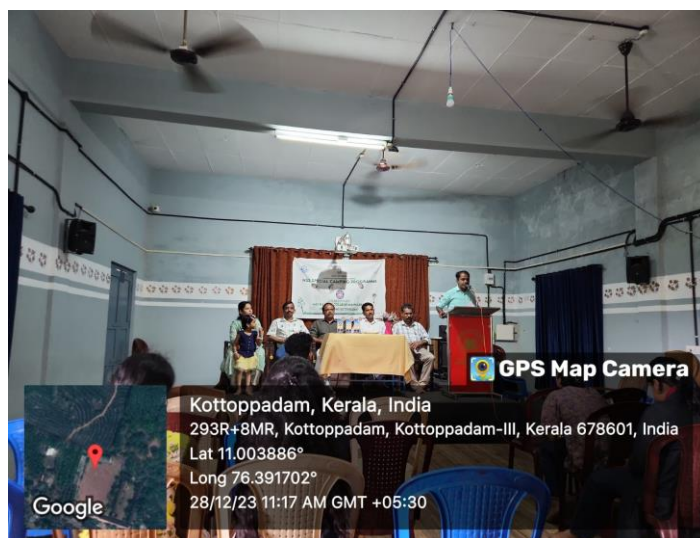 GPS Map Camera
Kottoppadam, Kerala, India
293R+8MR, Kottoppadam, Kottoppadam-III, Kerala 678601, India
Lat 11.003886°
Long 76.391702°
28/12/23 11:17 AM GMT +05:30
Google